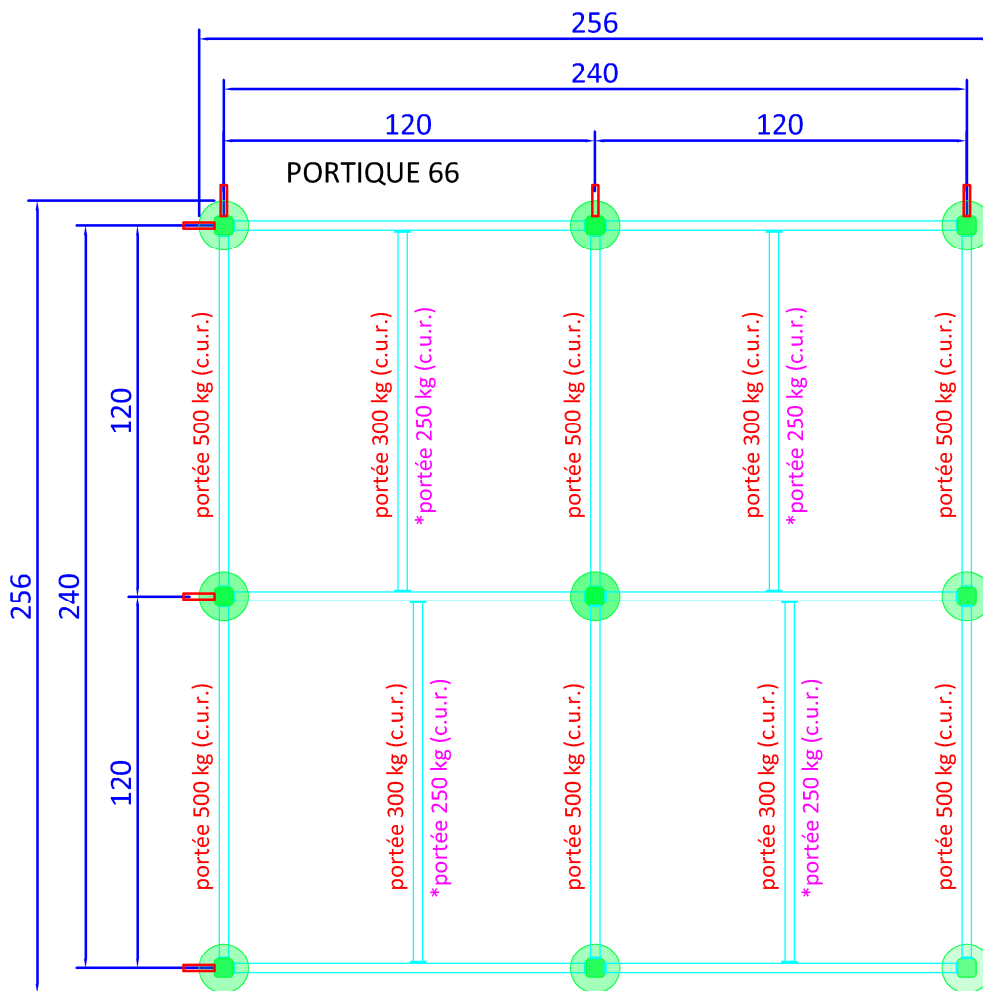 256
240
120
120
PORTIQUE 66
portée 500 kg (c.u.r.)
portée 300 kg (c.u.r.)
*portée 250 kg (c.u.r.)
portée 500 kg (c.u.r.)
portée 300 kg (c.u.r.)
*portée 250 kg (c.u.r.)
portée 500 kg (c.u.r.)
120
256
240
120
portée 500 kg (c.u.r.)
portée 300 kg (c.u.r.)
*portée 250 kg (c.u.r.)
portée 500 kg (c.u.r.)
portée 300 kg (c.u.r.)
*portée 250 kg (c.u.r.)
portée 500 kg (c.u.r.)